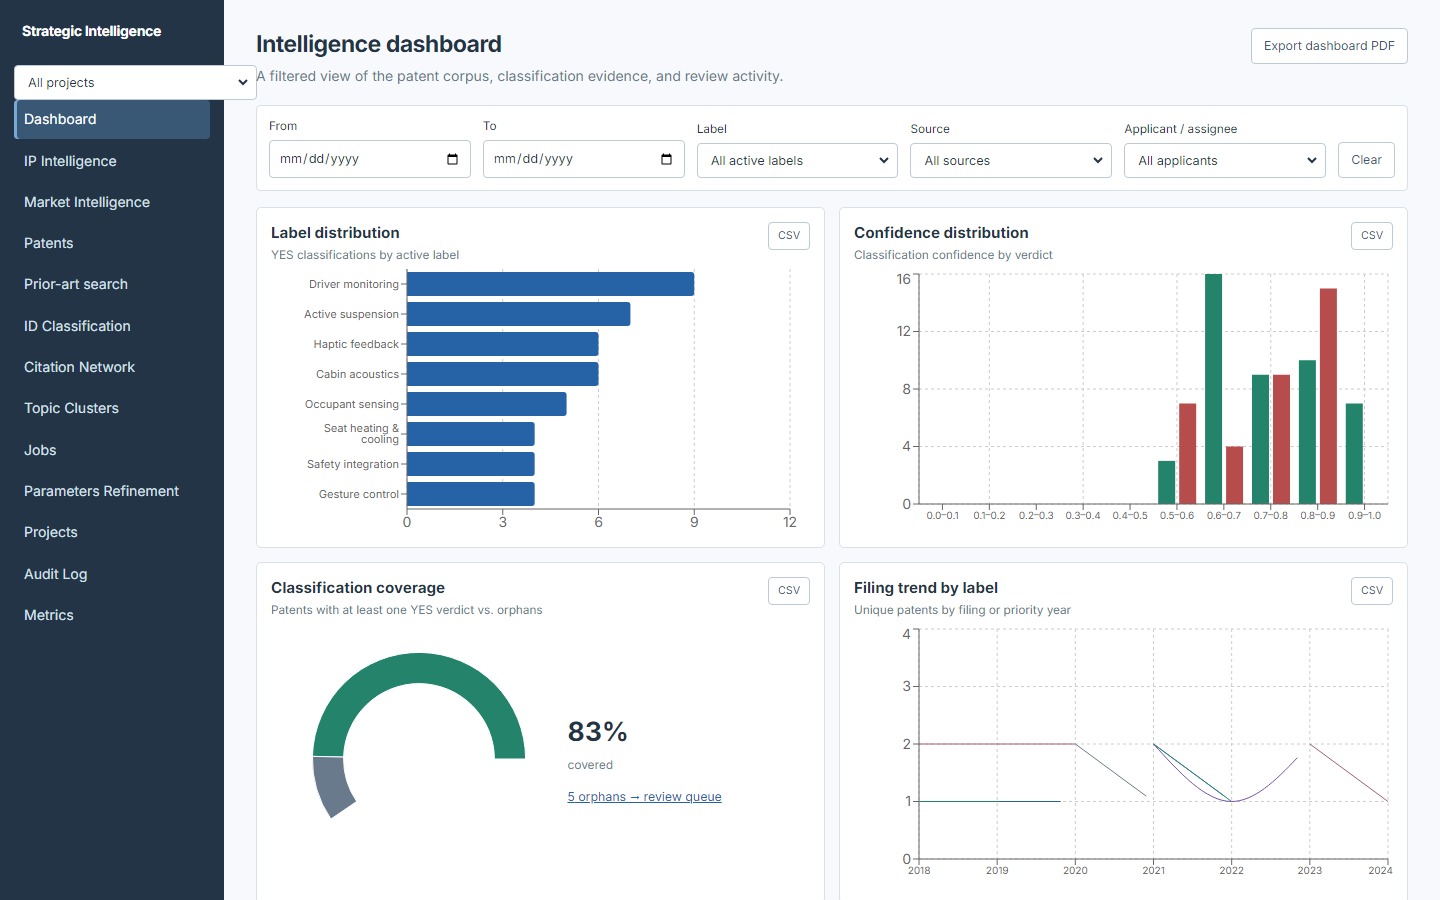 Strategic Intelligence
All projects
Dashboard
IP Intelligence
Market Intelligence
Patents
Prior-art search
ID Classification
Citation Network
Topic Clusters
Jobs
Parameters Refinement
Projects
Audit Log
Metrics
Intelligence dashboard
A filtered view of the patent corpus, classification evidence, and review activity.
Export dashboard PDF
From
To
Label
Source
Applicant / assignee
mm/dd/yyyy
mm/dd/yyyy
All active labels
All sources
All applicants
Clear
Label distribution
YES classifications by active label
CSV
Driver monitoring
Active suspension
Haptic feedback
Cabin acoustics
Occupant sensing
Seat heating &
cooling
Safety integration
Gesture control
0 3 6 9 12
Confidence distribution
Classification confidence by verdict
CSV
16
12
8
4
0
0.0–0.1 0.1–0.2 0.2–0.3 0.3–0.4 0.4–0.5 0.5–0.6 0.6–0.7 0.7–0.8 0.8–0.9 0.9–1.0
Classification coverage
Patents with at least one YES verdict vs. orphans
CSV
83%
covered
5 orphans → review queue
Filing trend by label
Unique patents by filing or priority year
CSV
4
3
2
1
0
2018 2019 2020 2021 2022 2023 2024